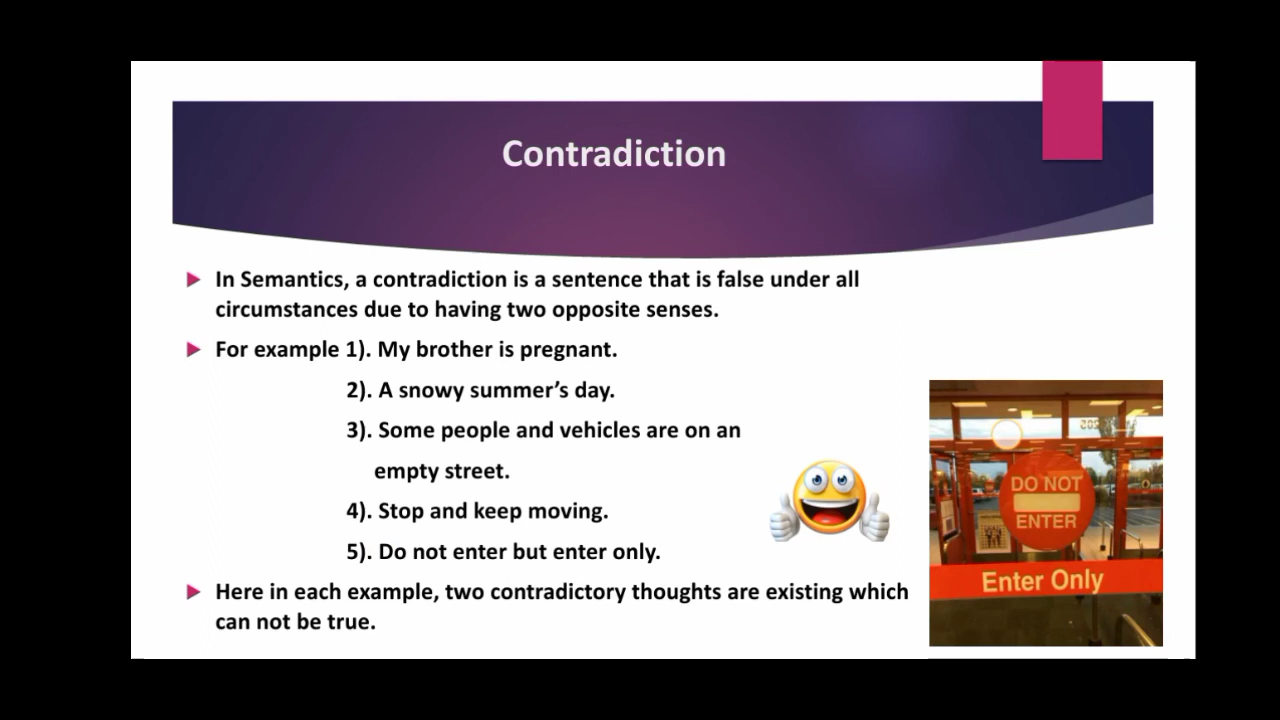 Contradiction
In Semantics, a contradiction is a sentence that is false under all
circumstances due to having two opposite senses.
For example 1). My brother is pregnant.
2). A snowy summer’s day.
3). Some people and vehicles are on an
empty street.
4). Stop and keep moving.
5). Do not enter but enter only.
Here in each example, two contradictory thoughts are existing which
can not be true.
DO NOT
ENTER
Enter Only